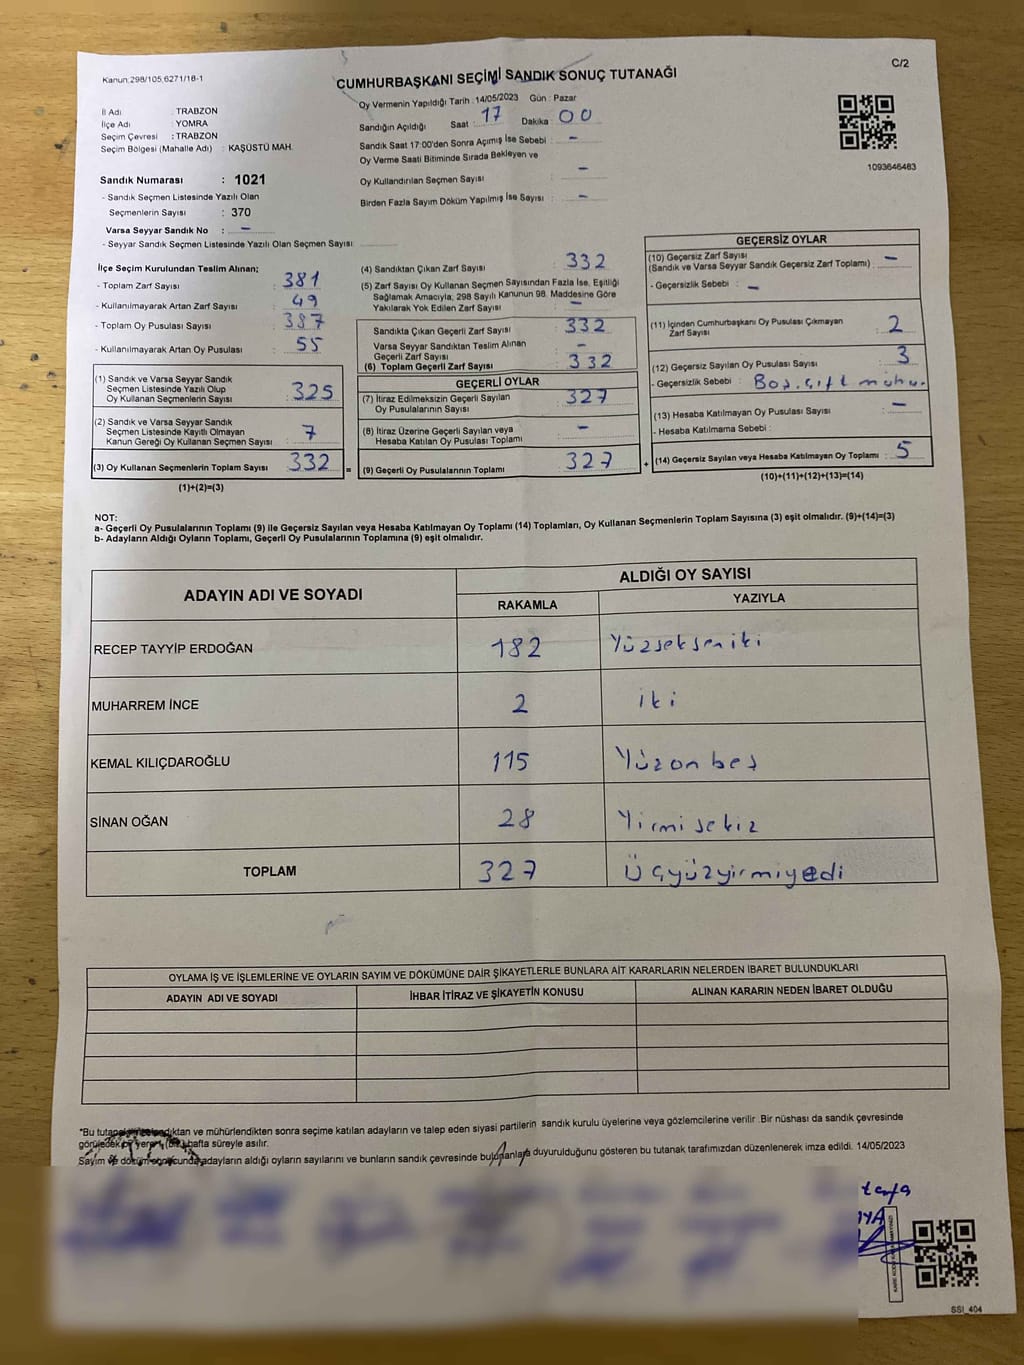 Kanun:298/105,6271/18-1
CUMHURBAŞKANI SEÇİMİ SANDIK SONUÇ TUTANAĞI
C/2
İl Adı : TRABZON
İlçe Adı : YOMRA
Seçim Çevresi : TRABZON
Seçim Bölgesi (Mahalle Adı) : KAŞÜSTÜ MAH.
Sandık Numarası : 1021
- Sandık Seçmen Listesinde Yazılı Olan
Seçmenlerin Sayısı : 370
Varsa Seyyar Sandık No : -
- Seyyar Sandık Seçmen Listesinde Yazılı Olan Seçmen Sayısı:
Oy Vermenin Yapıldığı Tarih : 14/05/2023 Gün : Pazar
Sandığın Açıldığı Saat : 17 Dakika : 00
Sandık Saat 17:00'den Sonra Açımış İse Sebebi : -
Oy Verme Saati Bitiminde Sırada Bekleyen ve
Oy Kullandırılan Seçmen Sayısı : -
Birden Fazla Sayım Döküm Yapılmış İse Sayısı : -
1093646463
İlçe Seçim Kurulundan Teslim Alınan;
- Toplam Zarf Sayısı : 381
- Kullanılmayarak Artan Zarf Sayısı : 49
- Toplam Oy Pusulası Sayısı : 387
- Kullanılmayarak Artan Oy Pusulası : 55
(1) Sandık ve Varsa Seyyar Sandık
Seçmen Listesinde Yazılı Olup
Oy Kullanan Seçmenlerin Sayısı : 325
(2) Sandık ve Varsa Seyyar Sandık
Seçmen Listesinde Kayıtlı Olmayan
Kanun Gereği Oy Kullanan Seçmen Sayısı : 7
(3) Oy Kullanan Seçmenlerin Toplam Sayısı : 332 =
(1)+(2)=(3)
(4) Sandıktan Çıkan Zarf Sayısı : 332
(5) Zarf Sayısı Oy Kullanan Seçmen Sayısından Fazla İse, Eşitliği
Sağlamak Amacıyla, 298 Sayılı Kanunun 98. Maddesine Göre
Yakılarak Yok Edilen Zarf Sayısı : -
Sandıkta Çıkan Geçerli Zarf Sayısı : 332
Varsa Seyyar Sandıktan Teslim Alınan
Geçerli Zarf Sayısı : -
(6) Toplam Geçerli Zarf Sayısı : 332
GEÇERLİ OYLAR
(7) İtiraz Edilmeksizin Geçerli Sayılan
Oy Pusulalarının Sayısı : 327
(8) İtiraz Üzerine Geçerli Sayılan veya
Hesaba Katılan Oy Pusulası Toplamı : -
(9) Geçerli Oy Pusulalarının Toplamı : 327 +
GEÇERSİZ OYLAR
(10) Geçersiz Zarf Sayısı
(Sandık ve Varsa Seyyar Sandık Geçersiz Zarf Toplamı) : -
- Geçersizlik Sebebi : -
(11) İçinden Cumhurbaşkanı Oy Pusulası Çıkmayan
Zarf Sayısı : 2
(12) Geçersiz Sayılan Oy Pusulası Sayısı : 3
- Geçersizlik Sebebi : Boş, çift mühür.
(13) Hesaba Katılmayan Oy Pusulası Sayısı : -
- Hesaba Katılmama Sebebi :
(14) Geçersiz Sayılan veya Hesaba Katılmayan Oy Toplamı : 5
(10)+(11)+(12)+(13)=(14)
NOT:
a- Geçerli Oy Pusulalarının Toplamı (9) ile Geçersiz Sayılan veya Hesaba Katılmayan Oy Toplamı (14) Toplamları, Oy Kullanan Seçmenlerin Toplam Sayısına (3) eşit olmalıdır. (9)+(14)=(3)
b- Adayların Aldığı Oyların Toplamı, Geçerli Oy Pusulalarının Toplamına (9) eşit olmalıdır.
ADAYIN ADI VE SOYADI
ALDIĞI OY SAYISI
RAKAMLA YAZIYLA
RECEP TAYYİP ERDOĞAN 182 Yüzsekseniki
MUHARREM İNCE 2 iki
KEMAL KILIÇDAROĞLU 115 Yüzonbeş
SİNAN OĞAN 28 Yirmisekiz
TOPLAM 327 Üçyüzyirmiyedi
OYLAMA İŞ VE İŞLEMLERİNE VE OYLARIN SAYIM VE DÖKÜMÜNE DAİR ŞİKAYETLERLE BUNLARA AİT KARARLARIN NELERDEN İBARET BULUNDUKLARI
ADAYIN ADI VE SOYADI İHBAR İTİRAZ VE ŞİKAYETİN KONUSU ALINAN KARARIN NEDEN İBARET OLDUĞU
*Bu tutanak ve mühürlendikten sonra seçime katılan adayların ve talep eden siyasi partilerin sandık kurulu üyelerine veya gözlemcilerine verilir. Bir nüshası da sandık çevresinde
görülecek bir yere, (bir) hafta süreyle asılır.
Sayım ve döküm sonucunda adayların aldığı oyların sayılarını ve bunların sandık çevresinde bulunanlara duyurulduğunu gösteren bu tutanak tarafımızdan düzenlenerek imza edildi. 14/05/2023
SSI_404